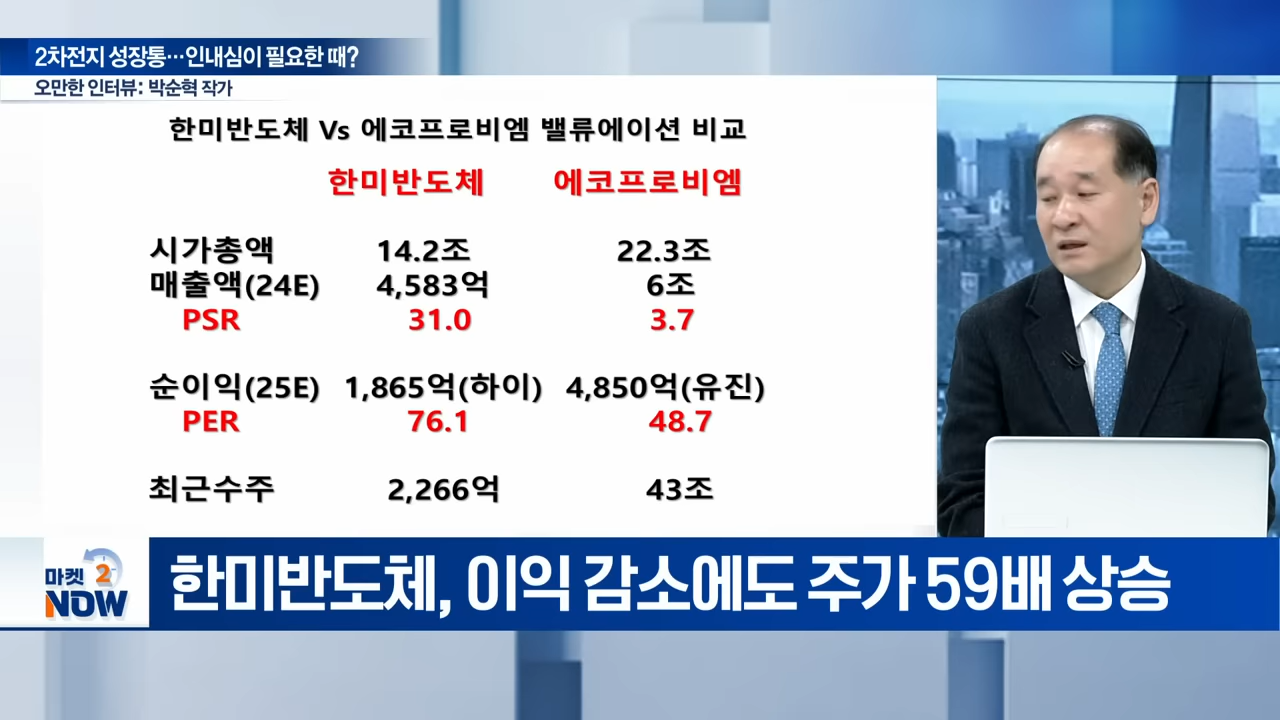 2차전지 성장통…인내심이 필요한 때?
오만한 인터뷰: 박순혁 작가
한미반도체 Vs 에코프로비엠 밸류에이션 비교
한미반도체 에코프로비엠
시가총액 14.2조 22.3조
매출액(24E) 4,583억 6조
PSR 31.0 3.7
순이익(25E) 1,865억(하이) 4,850억(유진)
PER 76.1 48.7
최근수주 2,266억 43조
마켓 2
NOW
한미반도체, 이익 감소에도 주가 59배 상승